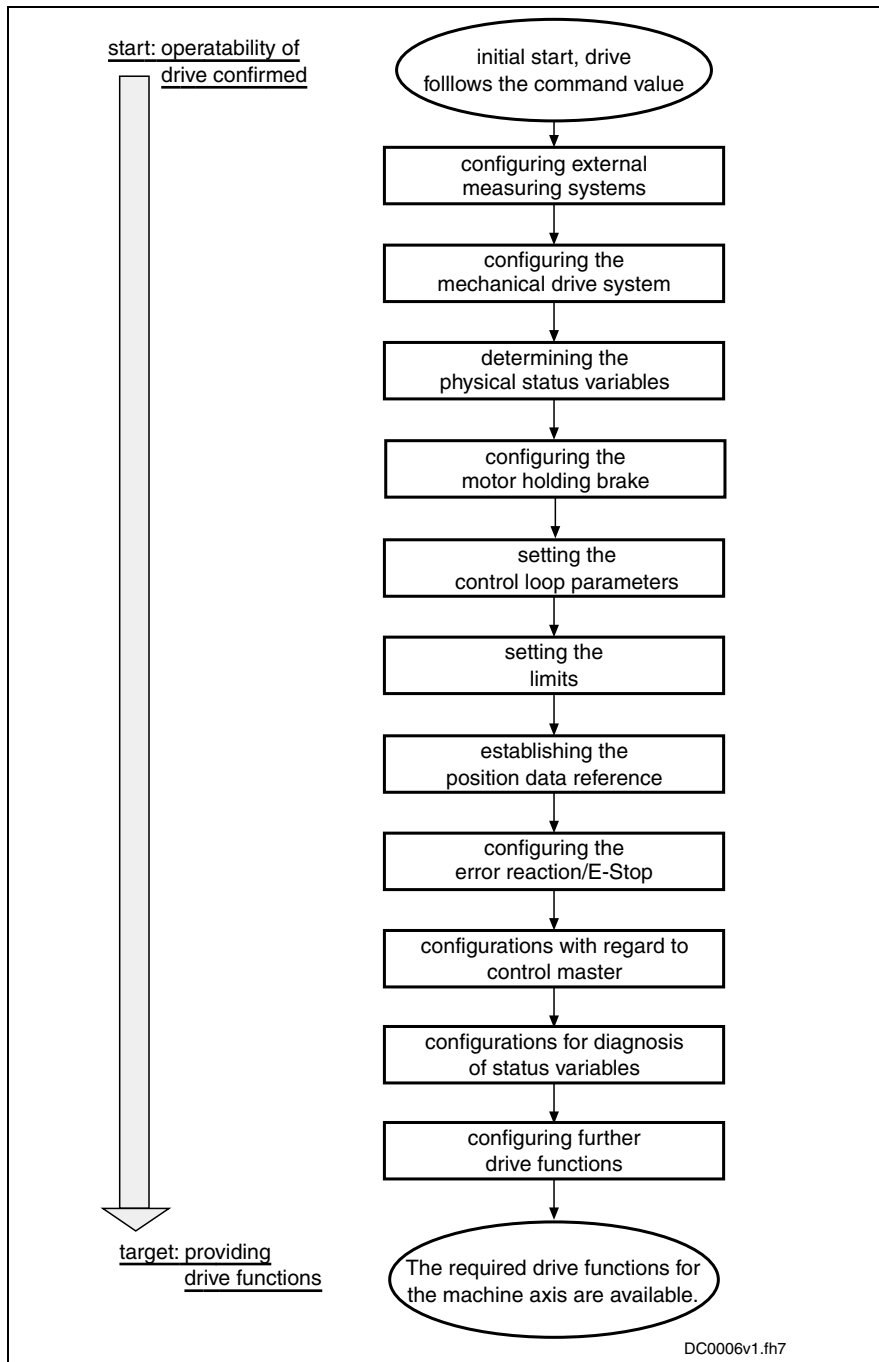 start: operatability of
drive confirmed
initial start, drive
folllows the command value
configuring external
measuring systems
configuring the
mechanical drive system
determining the
physical status variables
configuring the
motor holding brake
setting the
control loop parameters
setting the
limits
establishing the
position data reference
configuring the
error reaction/E-Stop
configurations with regard to
control master
configurations for diagnosis
of status variables
configuring further
drive functions
target: providing
drive functions
The required drive functions for
the machine axis are available.
DC0006v1.fh7